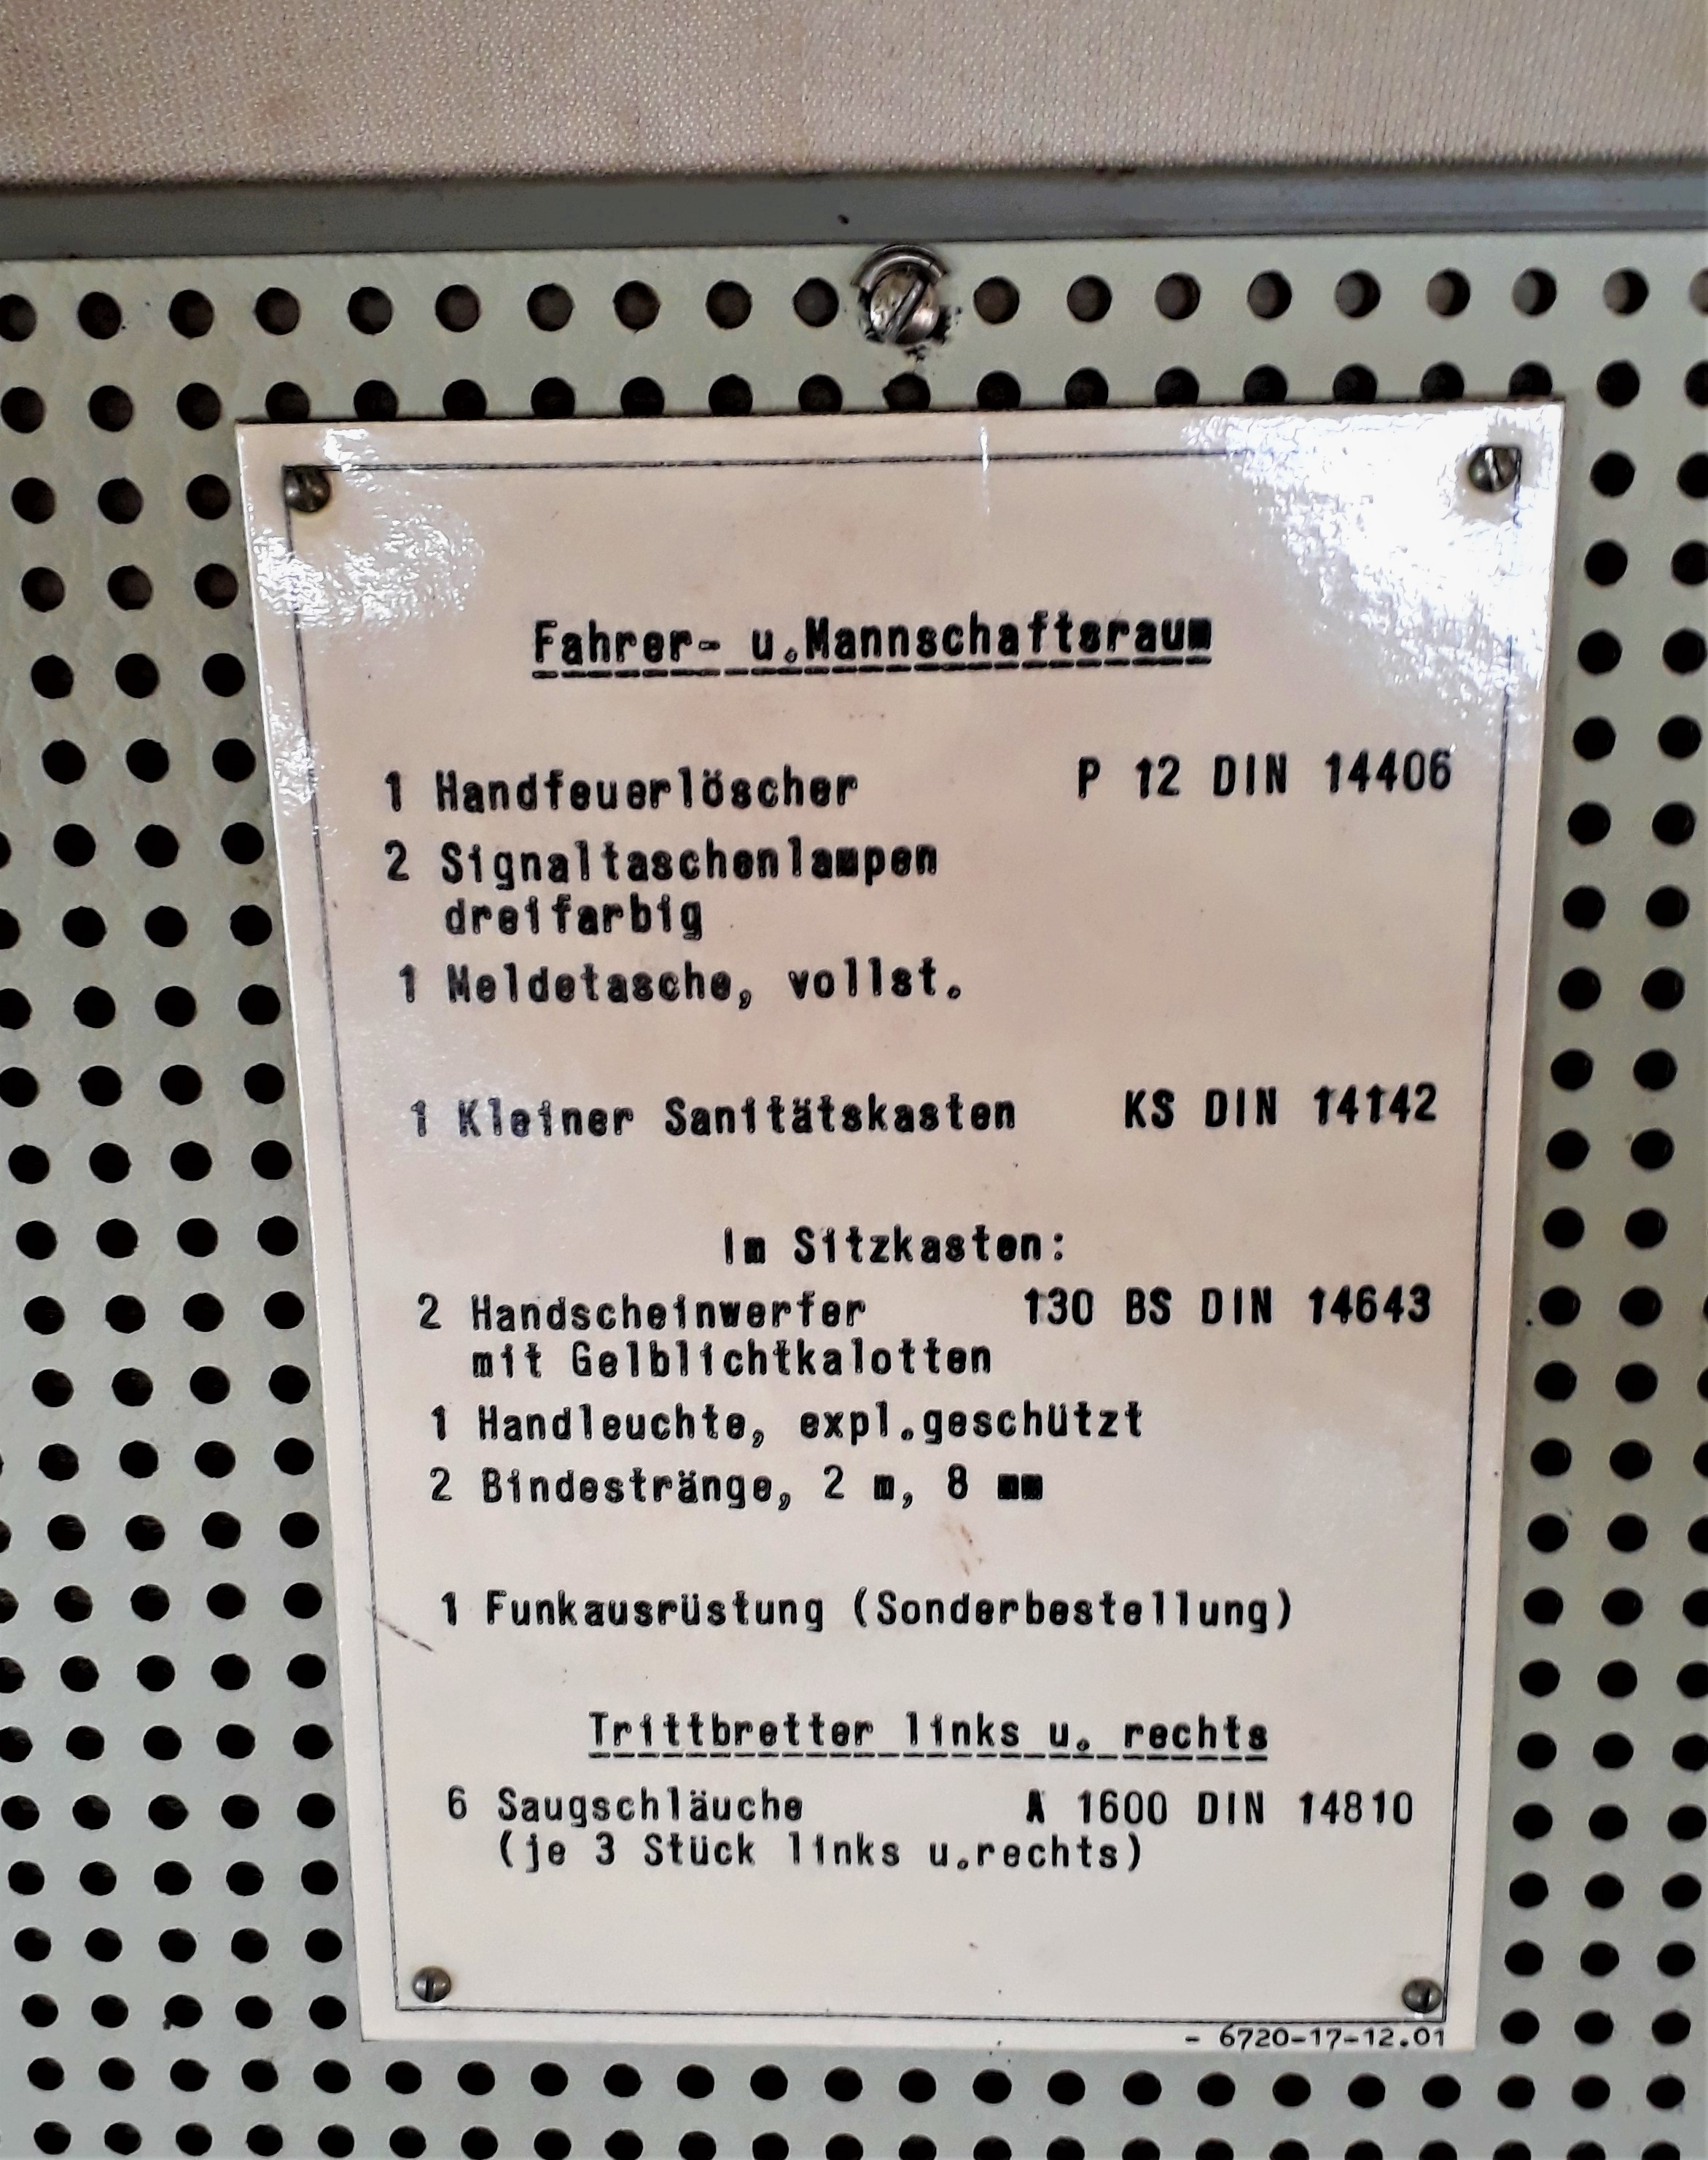 Fahrer- u.Mannschaftsraum
1 Handfeuerlöscher P 12 DIN 14406
2 Signaltaschenlampen
dreifarbig
1 Meldetasche, vollst.
1 Kleiner Sanitätskasten KS DIN 14142
Im Sitzkasten:
2 Handscheinwerfer 130 BS DIN 14643
mit Gelblichtkalotten
1 Handleuchte, expl.geschützt
2 Bindestränge, 2 m, 8 mm
1 Funkausrüstung (Sonderbestellung)
Trittbretter links u. rechts
6 Saugschläuche A 1600 DIN 14810
(je 3 Stück links u.rechts)
- 6720-17-12.01